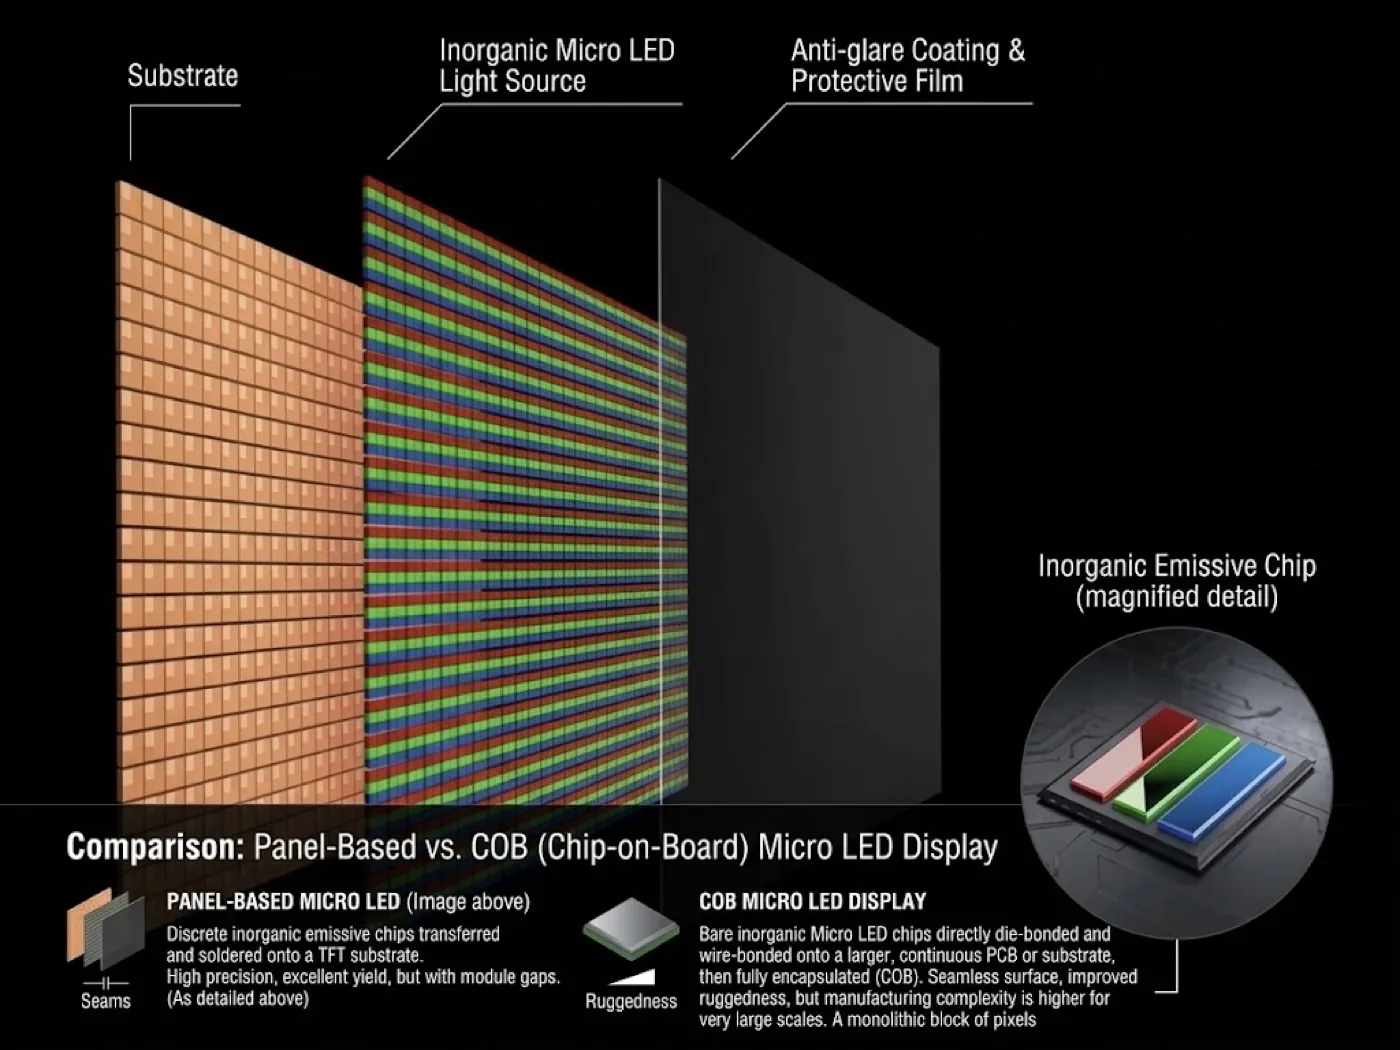 Substrate
Inorganic Micro LED
Light Source
Anti-glare Coating &
Protective Film
Inorganic Emissive Chip
(magnified detail)
Comparison: Panel-Based vs. COB (Chip-on-Board) Micro LED Display
PANEL-BASED MICRO LED (Image above)
Discrete inorganic emissive chips transferred
and soldered onto a TFT substrate.
High precision, excellent yield, but with module gaps.
(As detailed above)
Seams
COB MICRO LED DISPLAY
Bare inorganic Micro LED chips directly die-bonded and
wire-bonded onto a larger, continuous PCB or substrate,
then fully encapsulated (COB). Seamless surface, improved
ruggedness, but manufacturing complexity is higher for
very large scales. A monolithic block of pixels
Ruggedness